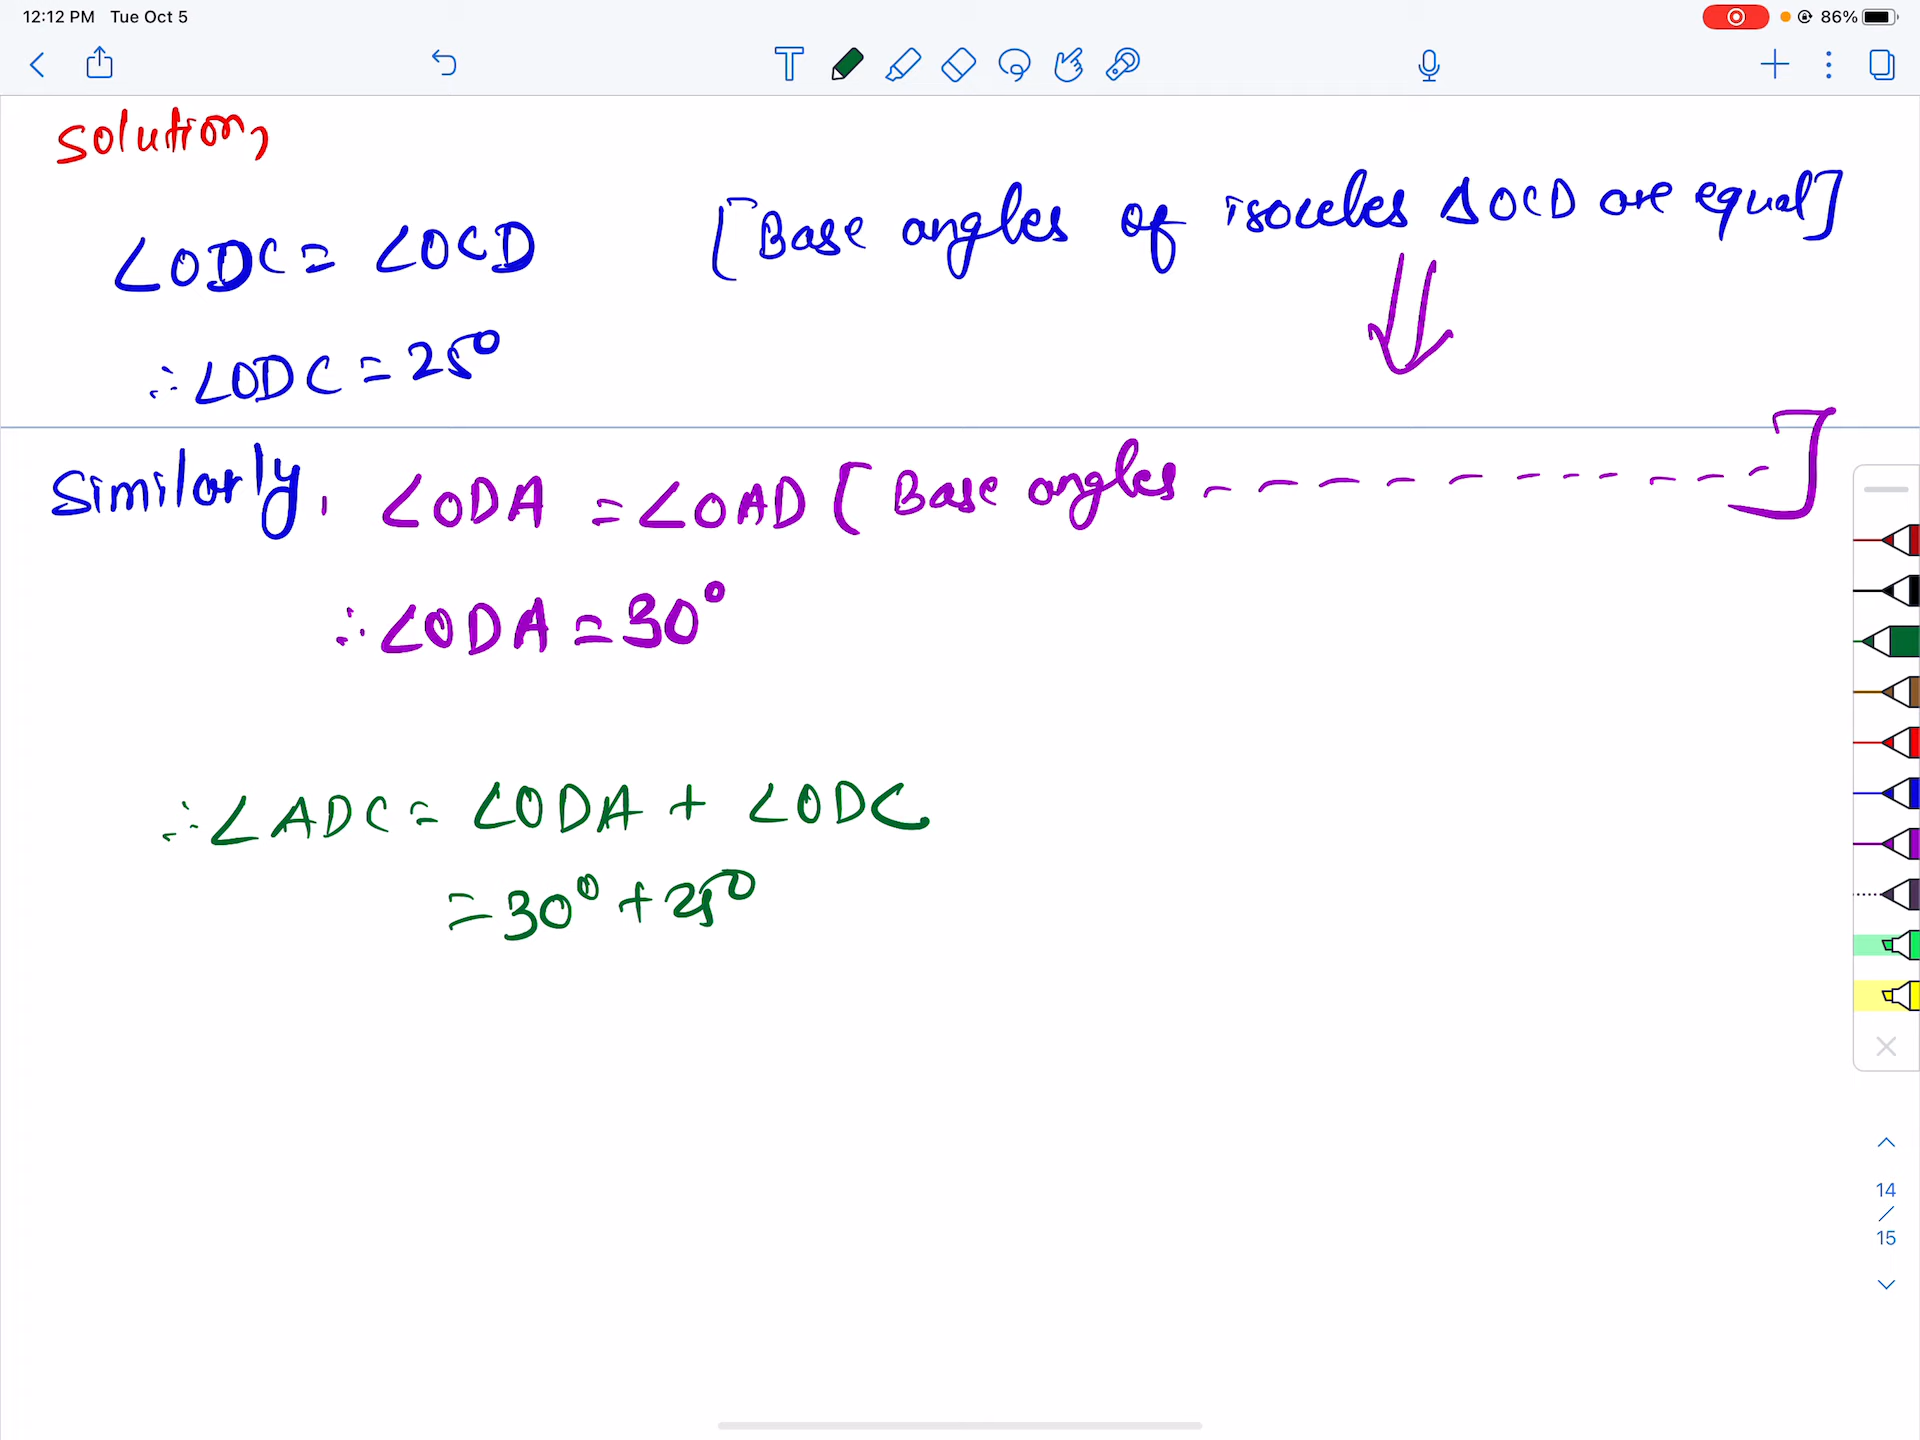 12:12 PM Tue Oct 5 86%
T
Solution,
∠ODC = ∠OCD [Base angles of isoceles ΔOCD are equal]
∴ ∠ODC = 25°
Similarly, ∠ODA = ∠OAD [Base angles - - - - - - - - - -]
∴ ∠ODA = 30°
∴ ∠ADC = ∠ODA + ∠ODC
= 30° + 25°
14
/
15